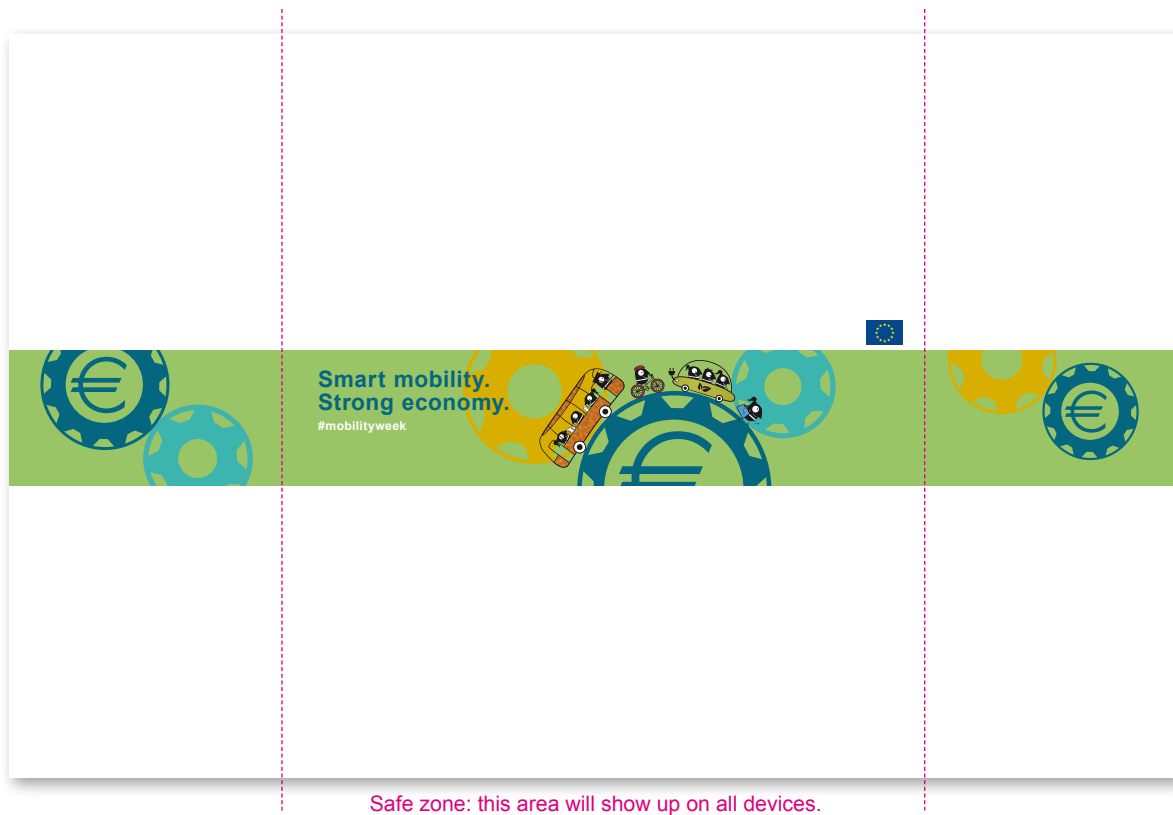 Smart mobility.
Strong economy.
#mobilityweek
Safe zone: this area will show up on all devices.